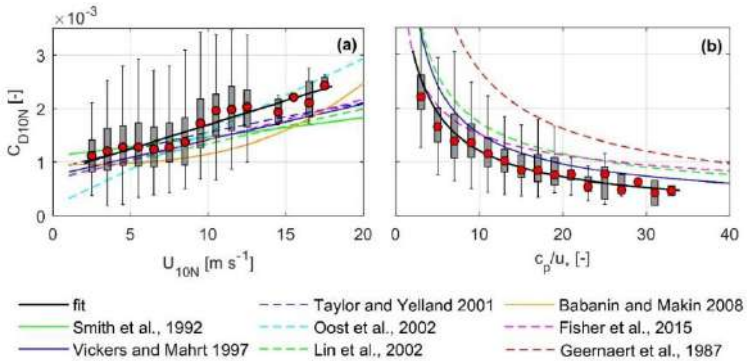 ×10⁻³
(a)
(b)
3
2
1
0
C_D10N [-]
0 5 10 15 20
0 10 20 30 40
U_10N [m s⁻¹]
c_p/u_* [-]
fit
Taylor and Yelland 2001
Babanin and Makin 2008
Smith et al., 1992
Oost et al., 2002
Fisher et al., 2015
Vickers and Mahrt 1997
Lin et al., 2002
Geernaert et al., 1987